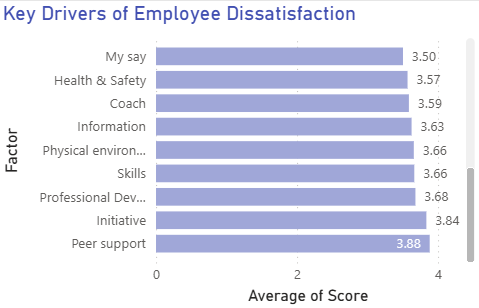 Key Drivers of Employee Dissatisfaction
Factor
My say 3.50
Health & Safety 3.57
Coach 3.59
Information 3.63
Physical environ... 3.66
Skills 3.66
Professional Dev... 3.68
Initiative 3.84
Peer support 3.88
0 2 4
Average of Score